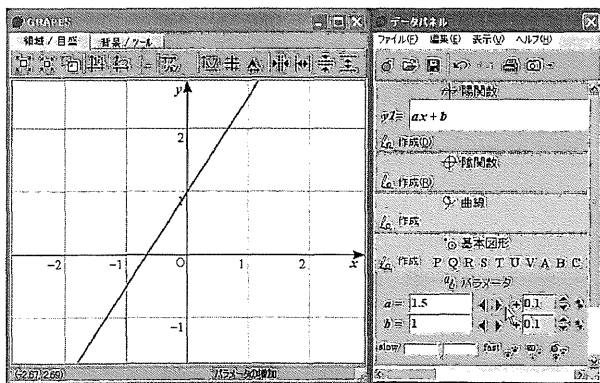 GRAPES
領域/目盛 背景/ツール
y
2
1
-2
-1
O
2
x
-1
(-2.67, 2.69)
パラメータの増加
データパネル
ファイル(F) 編集(E) 表示(V) ヘルプ(H)
陽関数
y1= ax + b
作成(D)
陰関数
作成(R)
曲線
作成
基本図形
作成 P Q R S T U V A B C
パラメータ
a= 1.5 0.1
b= 1 0.1
slow fast